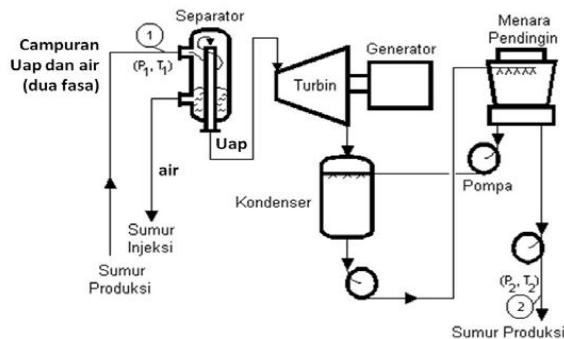 Separator
Campuran
Uap dan air
(dua fasa)
1
(P1, T1)
Generator
Turbin
Menara
Pendingin
Uap
air
Kondenser
Pompa
Sumur
Injeksi
Sumur
Produksi
(P2, T2)
2
Sumur Produksi